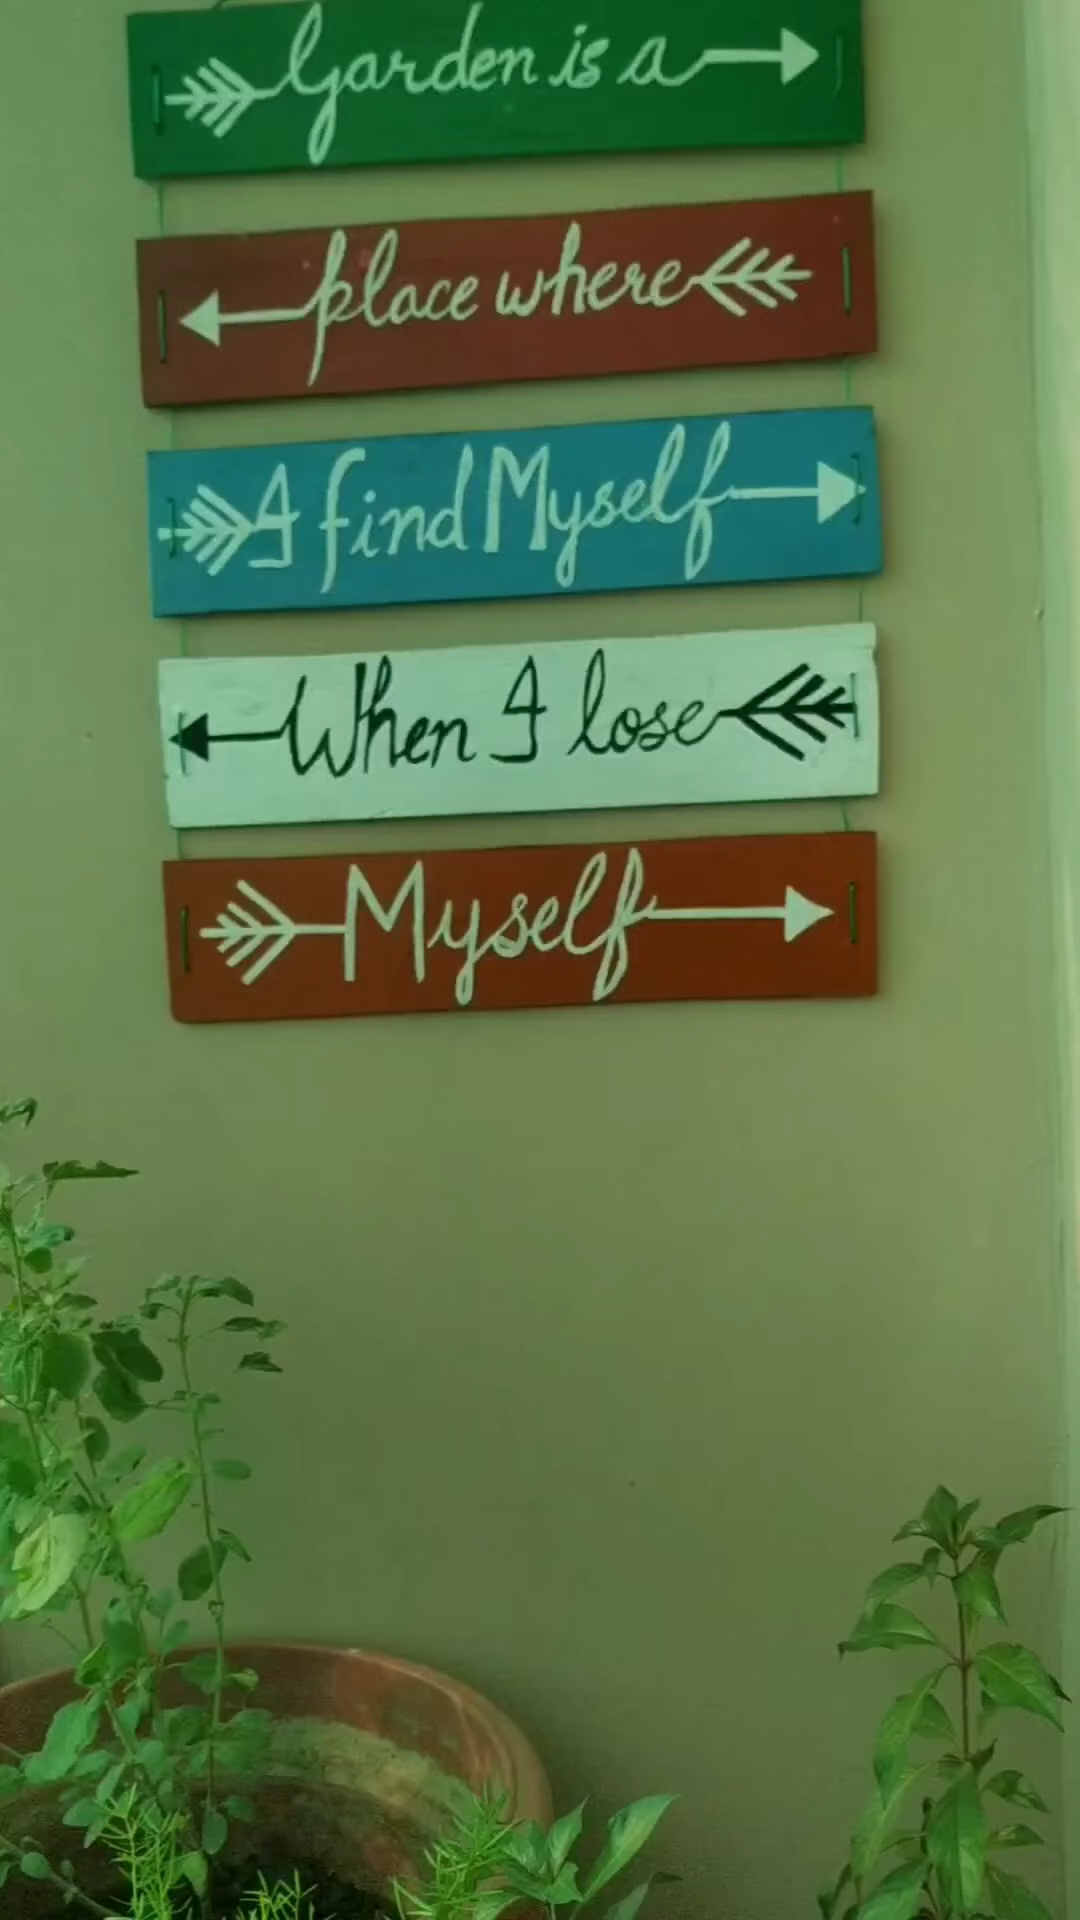 Garden is a
place where
I find Myself
When I lose
Myself